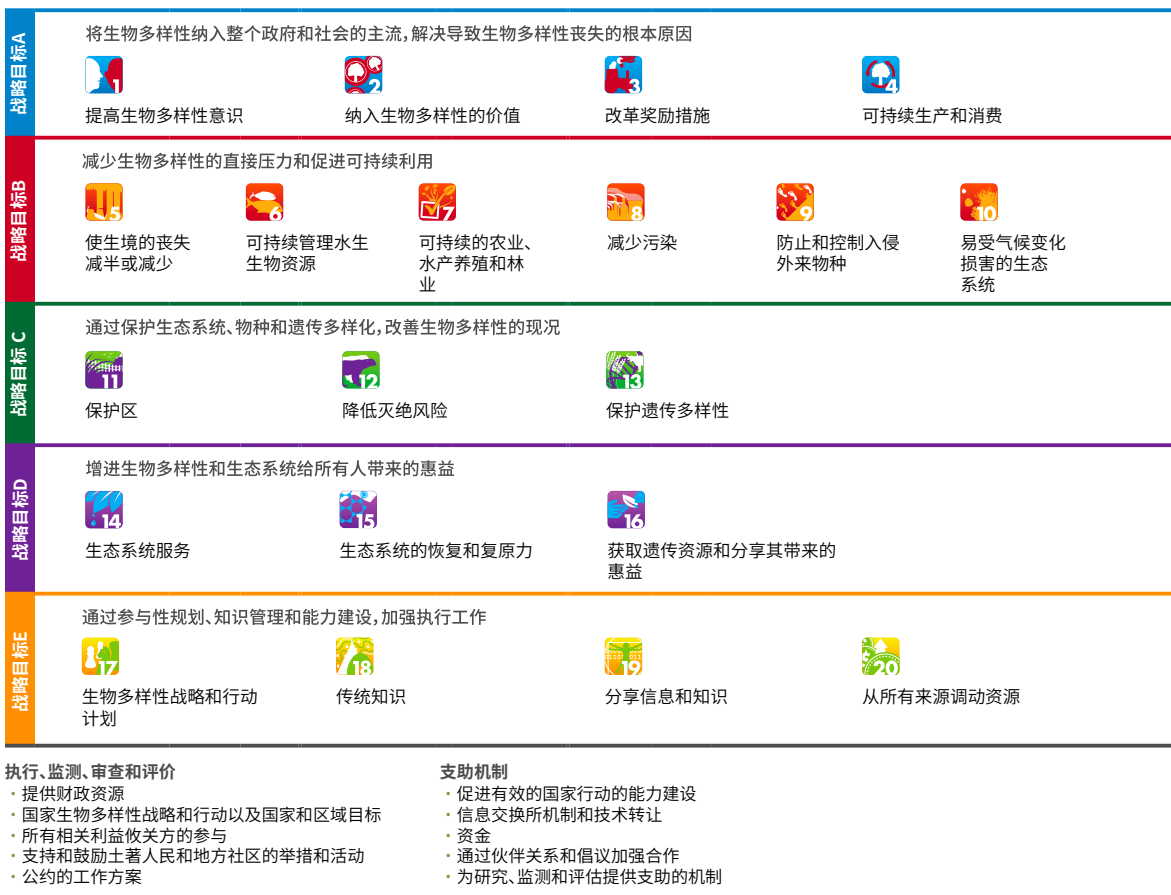 战略目标A
将生物多样性纳入整个政府和社会的主流,解决导致生物多样性丧失的根本原因
1
2
3
4
提高生物多样性意识
纳入生物多样性的价值
改革奖励措施
可持续生产和消费
战略目标B
减少生物多样性的直接压力和促进可持续利用
5
6
7
8
9
10
使生境的丧失
减半或减少
可持续管理水生
生物资源
可持续的农业、
水产养殖和林
业
减少污染
防止和控制入侵
外来物种
易受气候变化
损害的生态
系统
战略目标 C
通过保护生态系统、物种和遗传多样化,改善生物多样性的现况
11
12
13
保护区
降低灭绝风险
保护遗传多样性
战略目标D
增进生物多样性和生态系统给所有人带来的惠益
14
15
16
生态系统服务
生态系统的恢复和复原力
获取遗传资源和分享其带来的
惠益
战略目标E
通过参与性规划、知识管理和能力建设,加强执行工作
17
18
19
20
生物多样性战略和行动
计划
传统知识
分享信息和知识
从所有来源调动资源
执行、监测、审查和评价
· 提供财政资源
· 国家生物多样性战略和行动以及国家和区域目标
· 所有相关利益攸关方的参与
· 支持和鼓励土著人民和地方社区的举措和活动
· 公约的工作方案
支助机制
· 促进有效的国家行动的能力建设
· 信息交换所机制和技术转让
· 资金
· 通过伙伴关系和倡议加强合作
· 为研究、监测和评估提供支助的机制